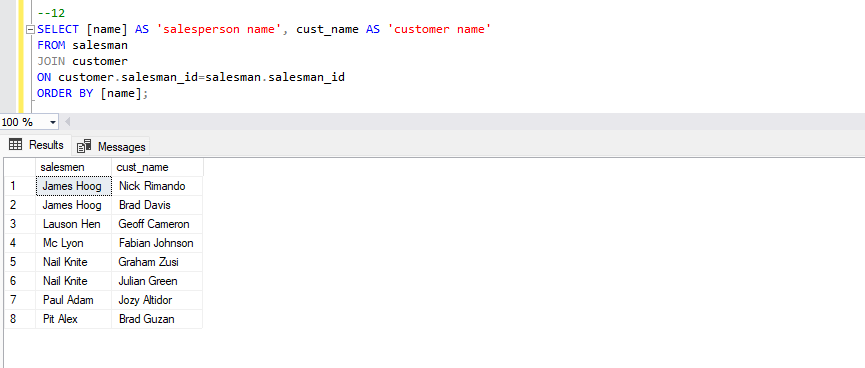 --12
SELECT [name] AS 'salesperson name', cust_name AS 'customer name'
FROM salesman
JOIN customer
ON customer.salesman_id=salesman.salesman_id
ORDER BY [name];
100 %
Results Messages
salesmen cust_name
1 James Hoog Nick Rimando
2 James Hoog Brad Davis
3 Lauson Hen Geoff Cameron
4 Mc Lyon Fabian Johnson
5 Nail Knite Graham Zusi
6 Nail Knite Julian Green
7 Paul Adam Jozy Altidor
8 Pit Alex Brad Guzan